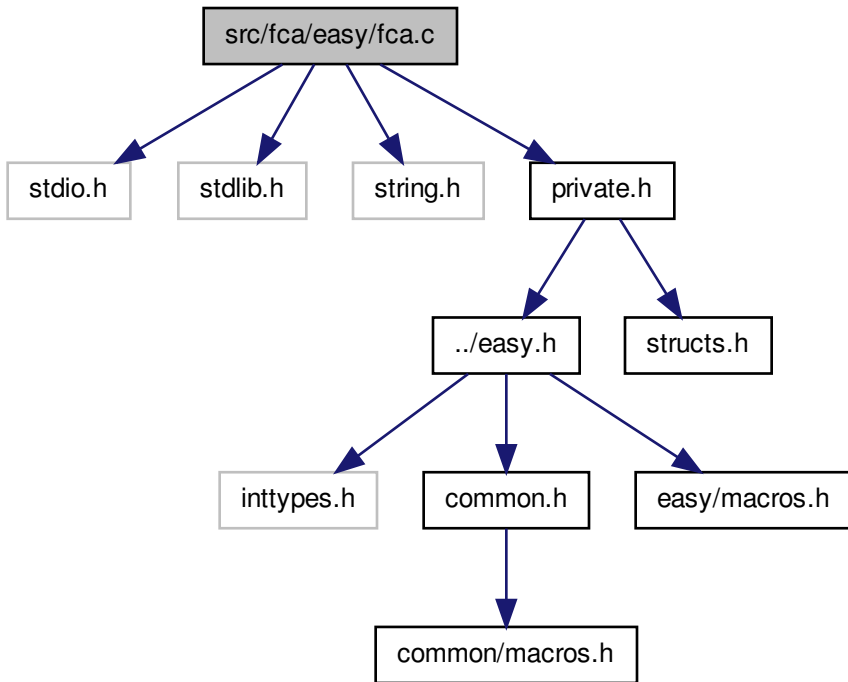 src/fca/easy/fca.c
stdio.h
stdlib.h
string.h
private.h
../easy.h
structs.h
inttypes.h
common.h
easy/macros.h
common/macros.h